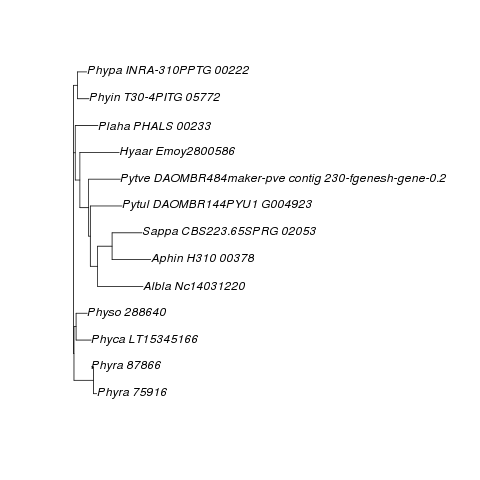 Phypa INRA-310PPTG 00222
Phyin T30-4PITG 05772
Plaha PHALS 00233
Hyaar Emoy2800586
Pytve DAOMBR484maker-pve contig 230-fgenesh-gene-0.2
Pytul DAOMBR144PYU1 G004923
Sappa CBS223.65SPRG 02053
Aphin H310 00378
Albla Nc14031220
Physo 288640
Phyca LT15345166
Phyra 87866
Phyra 75916